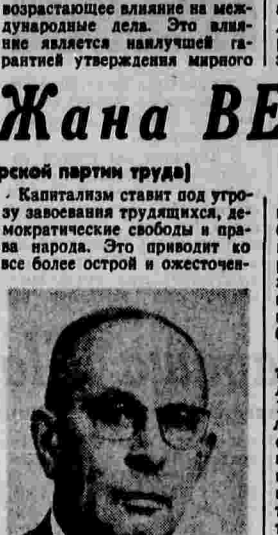 возрастающее влияние на меж-
дународные дела. Это влия-
ние является наилучшей га-
рантией утверждения мирного
Жана ВЕ
рской партии труда)
Капитализм ставит под угро-
зу завоевания трудящихся, де-
мократические свободы и пра-
ва народа. Это приводит ко
все более острой и ожесточен-